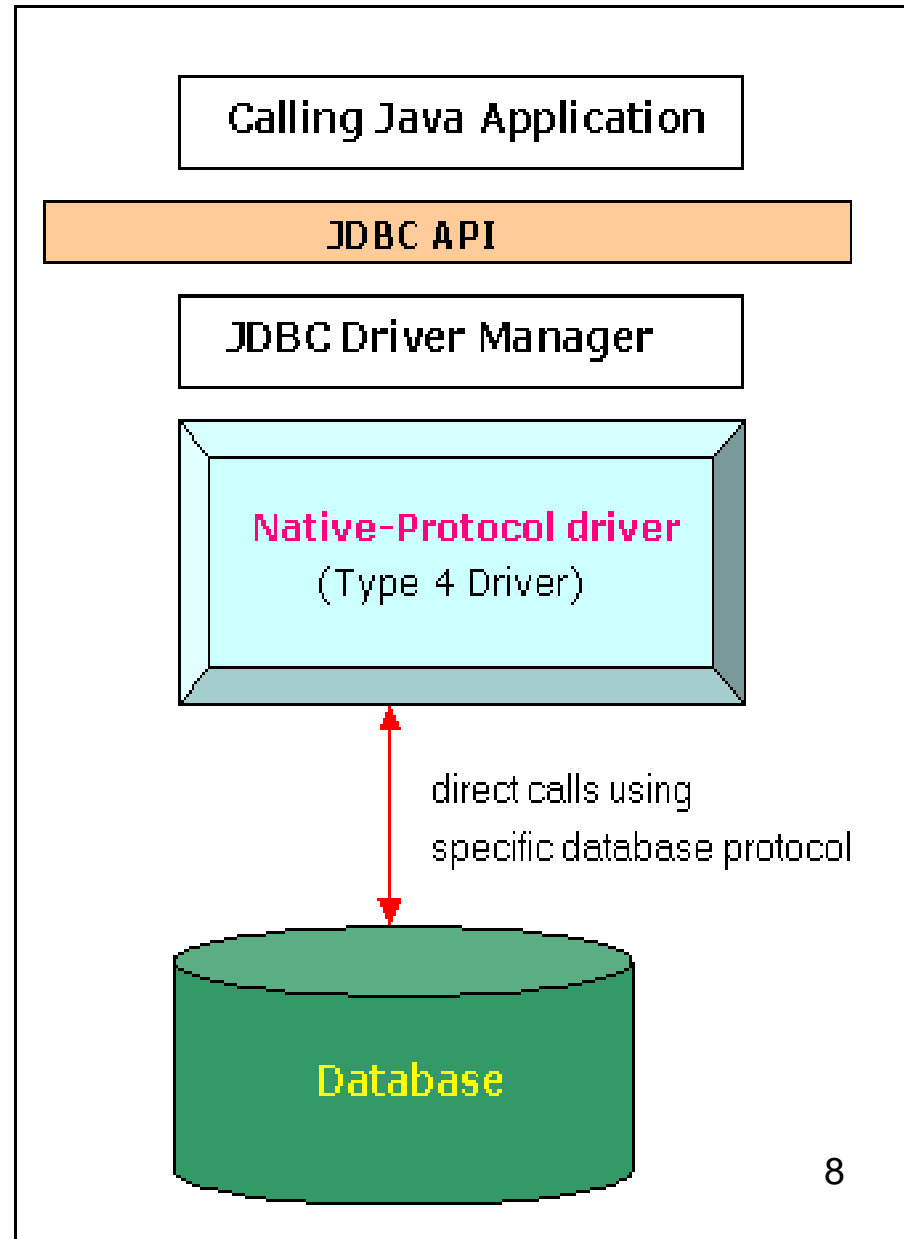 Calling Java Application
JDBC API
JDBC Driver Manager
Native-Protocol driver
(Type 4 Driver)
direct calls using
specific database protocol
Database
8